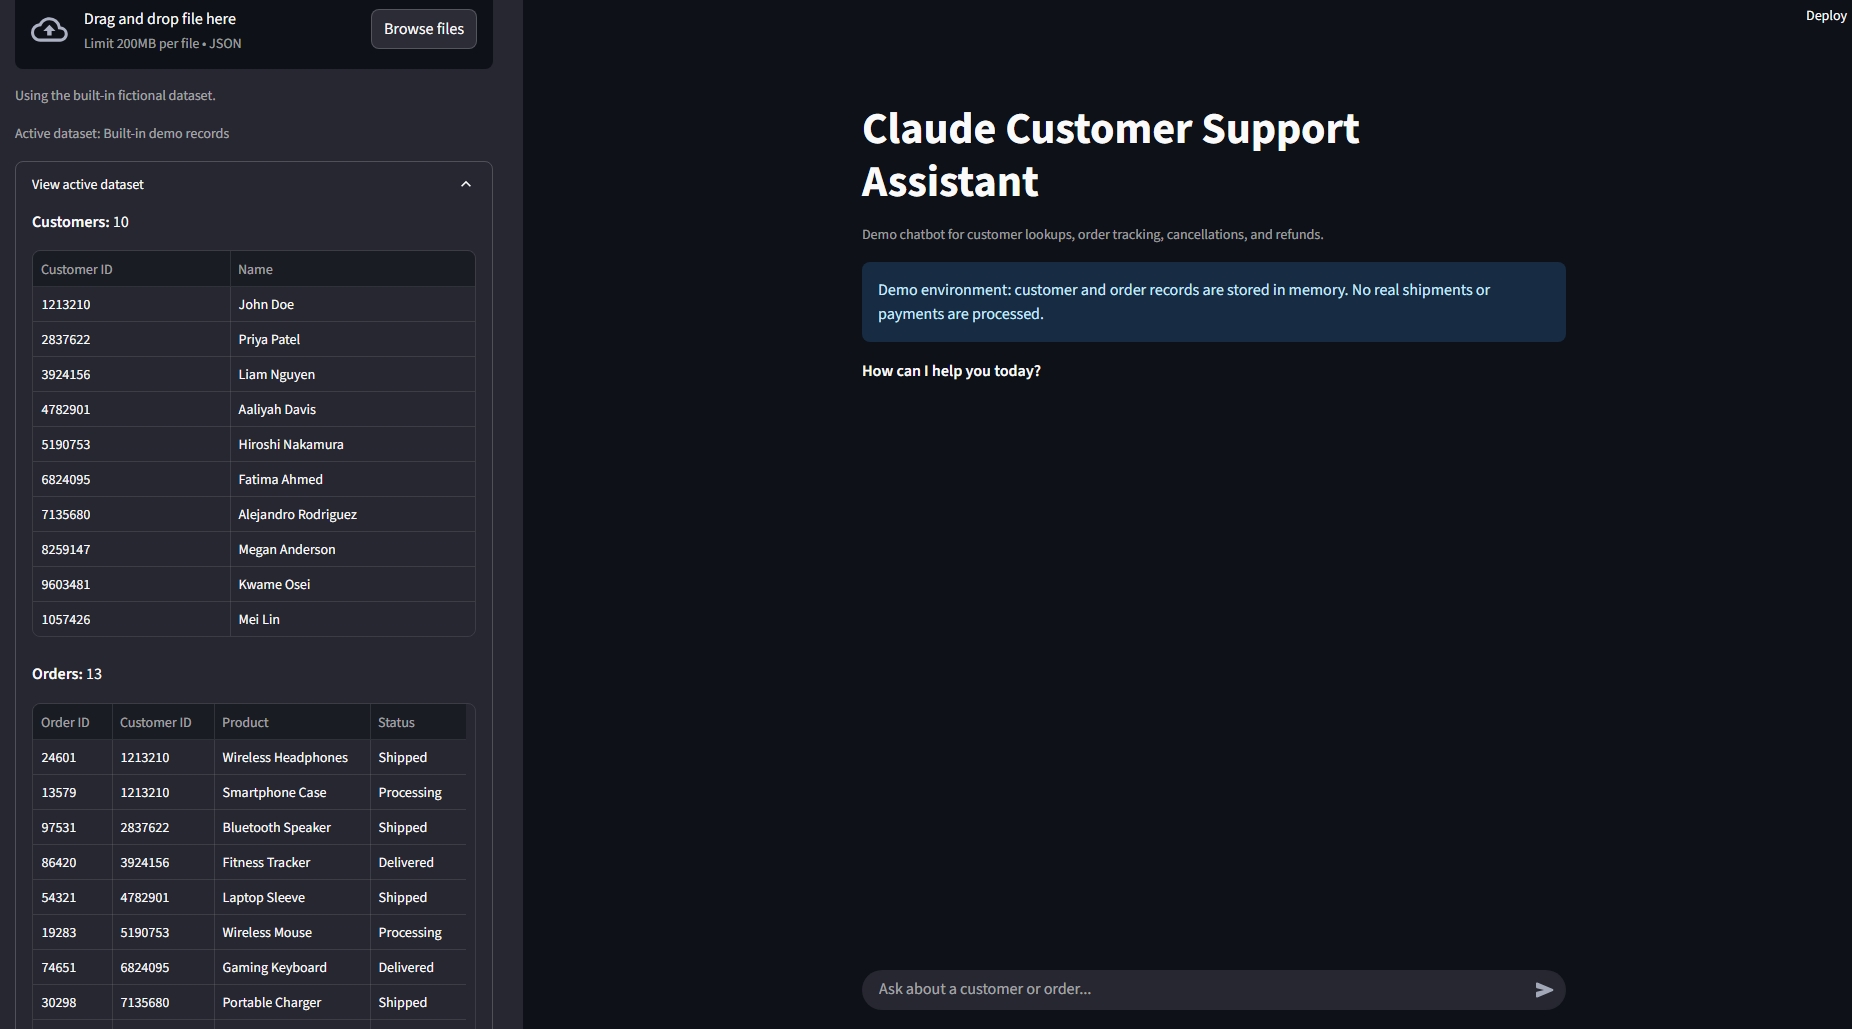 Drag and drop file here
Limit 200MB per file • JSON
Browse files
Using the built-in fictional dataset.
Active dataset: Built-in demo records
View active dataset
Customers: 10
Customer ID Name
1213210 John Doe
2837622 Priya Patel
3924156 Liam Nguyen
4782901 Aaliyah Davis
5190753 Hiroshi Nakamura
6824095 Fatima Ahmed
7135680 Alejandro Rodriguez
8259147 Megan Anderson
9603481 Kwame Osei
1057426 Mei Lin
Orders: 13
Order ID Customer ID Product Status
24601 1213210 Wireless Headphones Shipped
13579 1213210 Smartphone Case Processing
97531 2837622 Bluetooth Speaker Shipped
86420 3924156 Fitness Tracker Delivered
54321 4782901 Laptop Sleeve Shipped
19283 5190753 Wireless Mouse Processing
74651 6824095 Gaming Keyboard Delivered
30298 7135680 Portable Charger Shipped
Deploy
Claude Customer Support
Assistant
Demo chatbot for customer lookups, order tracking, cancellations, and refunds.
Demo environment: customer and order records are stored in memory. No real shipments or
payments are processed.
How can I help you today?
Ask about a customer or order...